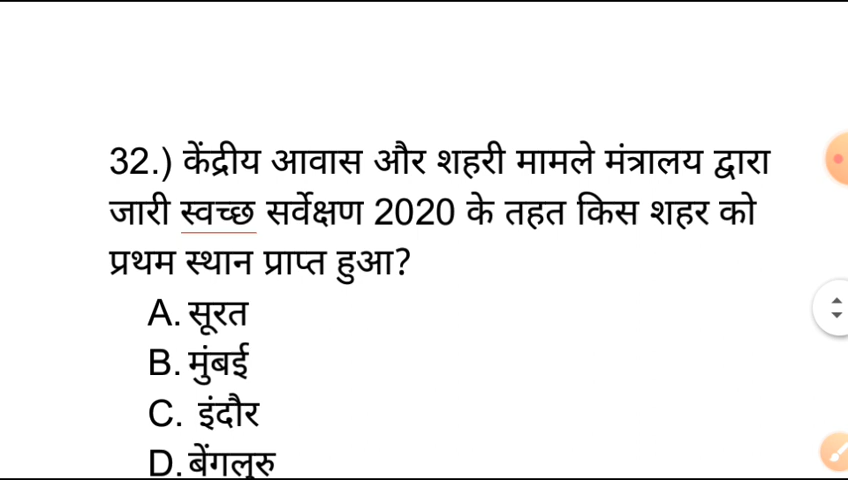 32.) केंद्रीय आवास और शहरी मामले मंत्रालय द्वारा
जारी स्वच्छ सर्वेक्षण 2020 के तहत किस शहर को
प्रथम स्थान प्राप्त हुआ?
A. सूरत
B. मुंबई
C. इंदौर
D. बेंगलुरु